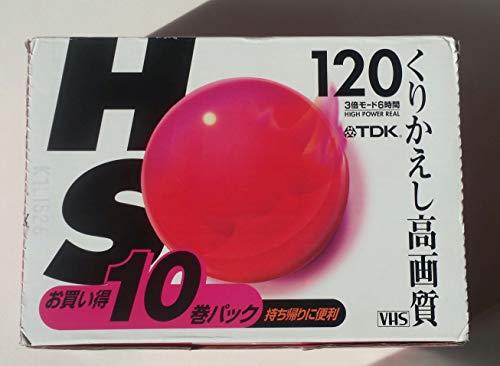 HS
120
3倍モード6時間
HIGH POWER REAL
TDK
くりかえし高画質
お買い得10巻パック
持ち帰りに便利
VHS